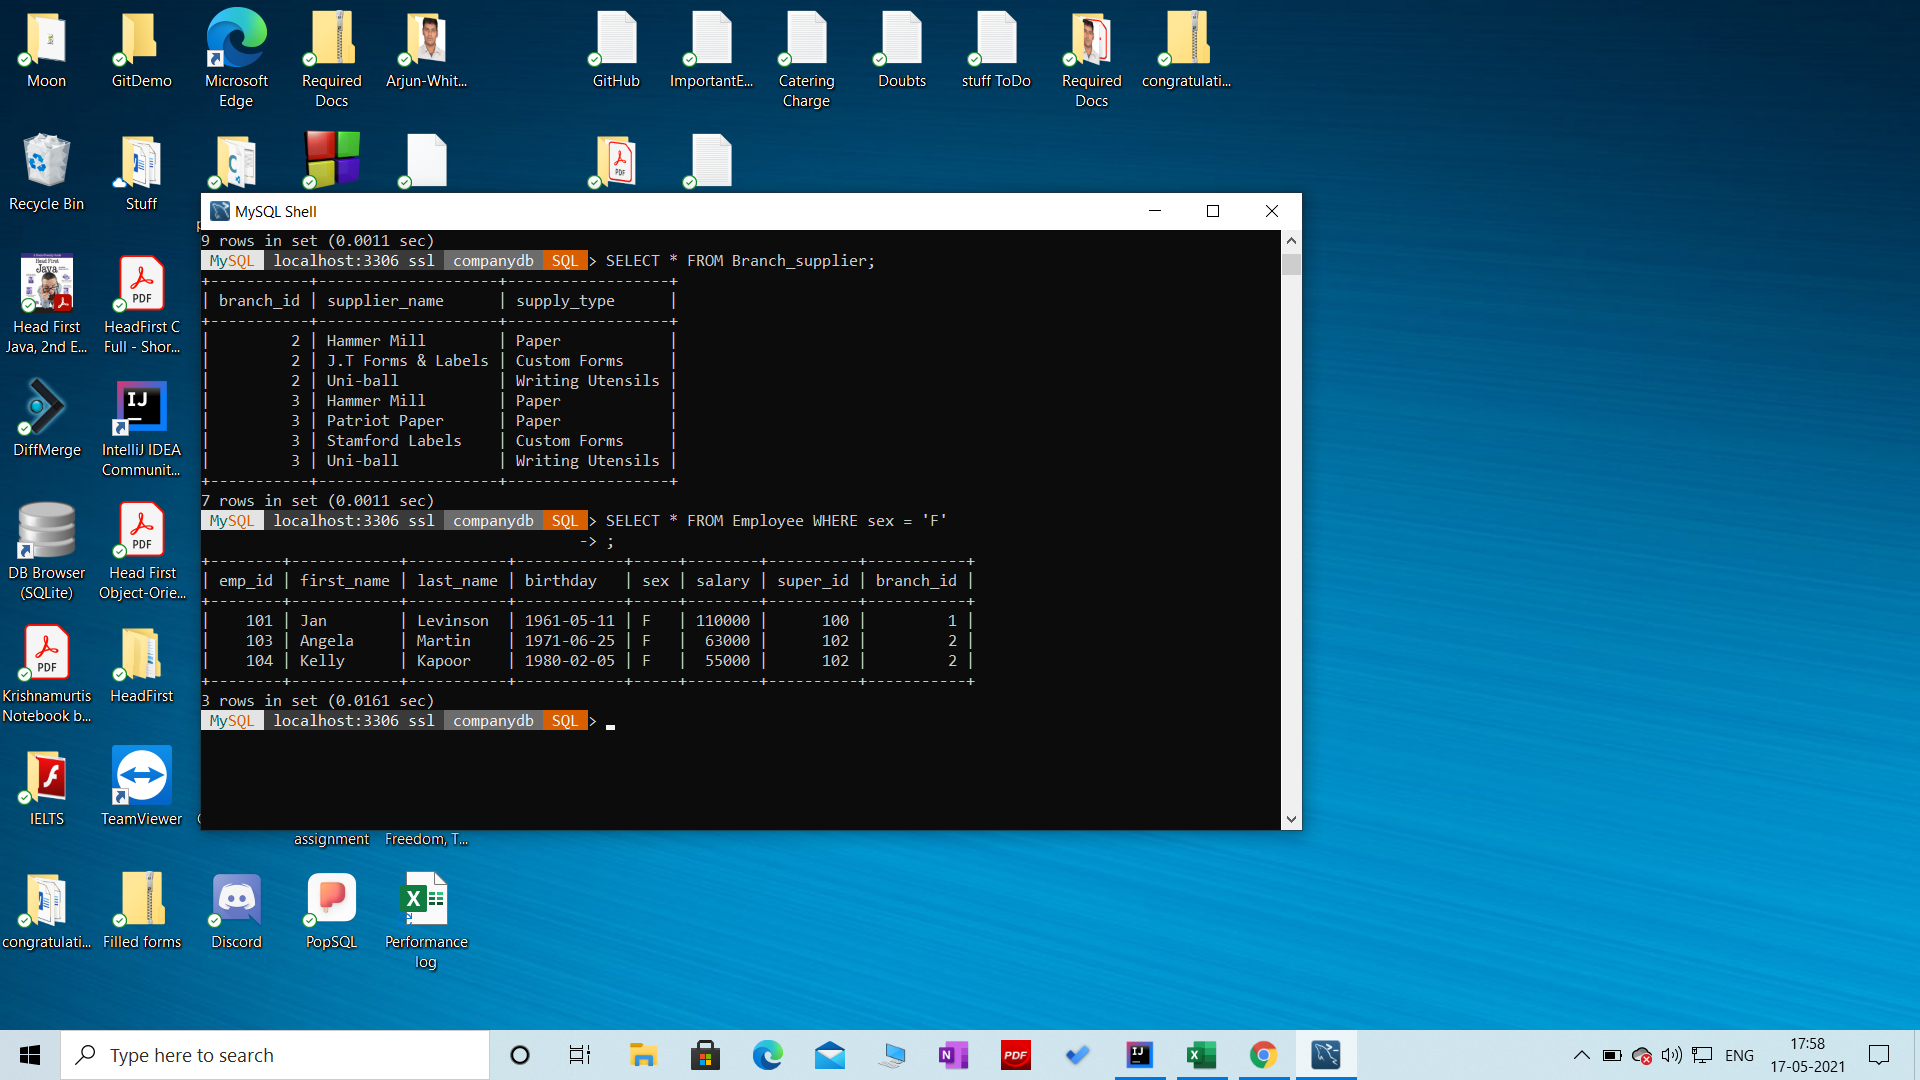 Moon
GitDemo
Microsoft Edge
Required Docs
Arjun-Whit...
GitHub
ImportantE...
Catering Charge
Doubts
stuff ToDo
Required Docs
congratulati...
Recycle Bin
Stuff
MySQL Shell
9 rows in set (0.0011 sec)
MySQL localhost:3306 ssl companydb SQL > SELECT * FROM Branch_supplier;
+-----------+---------------------+------------------+
| branch_id | supplier_name | supply_type |
+-----------+---------------------+------------------+
| 2 | Hammer Mill | Paper |
| 2 | J.T Forms & Labels | Custom Forms |
| 2 | Uni-ball | Writing Utensils |
| 3 | Hammer Mill | Paper |
| 3 | Patriot Paper | Paper |
| 3 | Stamford Labels | Custom Forms |
| 3 | Uni-ball | Writing Utensils |
+-----------+---------------------+------------------+
7 rows in set (0.0011 sec)
MySQL localhost:3306 ssl companydb SQL > SELECT * FROM Employee WHERE sex = 'F'
-> ;
+--------+------------+-----------+------------+-----+--------+----------+-----------+
| emp_id | first_name | last_name | birthday | sex | salary | super_id | branch_id |
+--------+------------+-----------+------------+-----+--------+----------+-----------+
| 101 | Jan | Levinson | 1961-05-11 | F | 110000 | 100 | 1 |
| 103 | Angela | Martin | 1971-06-25 | F | 63000 | 102 | 2 |
| 104 | Kelly | Kapoor | 1980-02-05 | F | 55000 | 102 | 2 |
+--------+------------+-----------+------------+-----+--------+----------+-----------+
3 rows in set (0.0161 sec)
MySQL localhost:3306 ssl companydb SQL >
Head First Java, 2nd E...
HeadFirst C Full - Shor...
DiffMerge
IntelliJ IDEA Communit...
DB Browser (SQLite)
Head First Object-Orie...
Krishnamurtis Notebook b...
HeadFirst
IELTS
TeamViewer
assignment
Freedom, T...
congratulati...
Filled forms
Discord
PopSQL
Performance log
Type here to search
ENG
17:58
17-05-2021